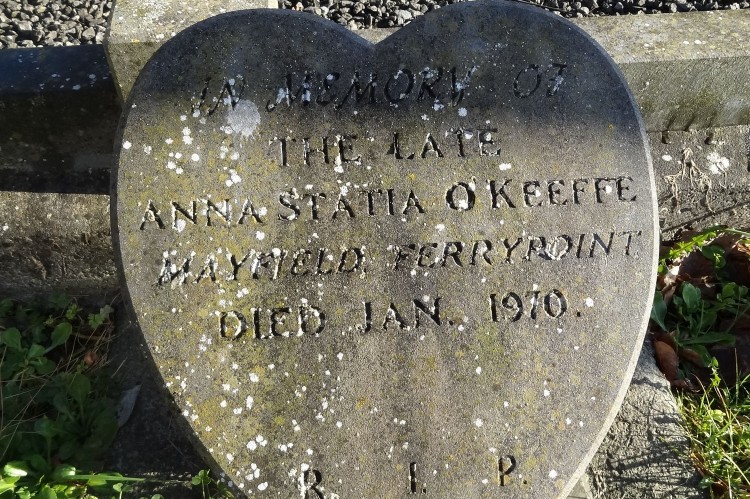 IN MEMORY OF
THE LATE
ANNA STATIA O'KEEFFE
MAYFIELD, FERRYPOINT
DIED JAN. 1970.
R. I. P.